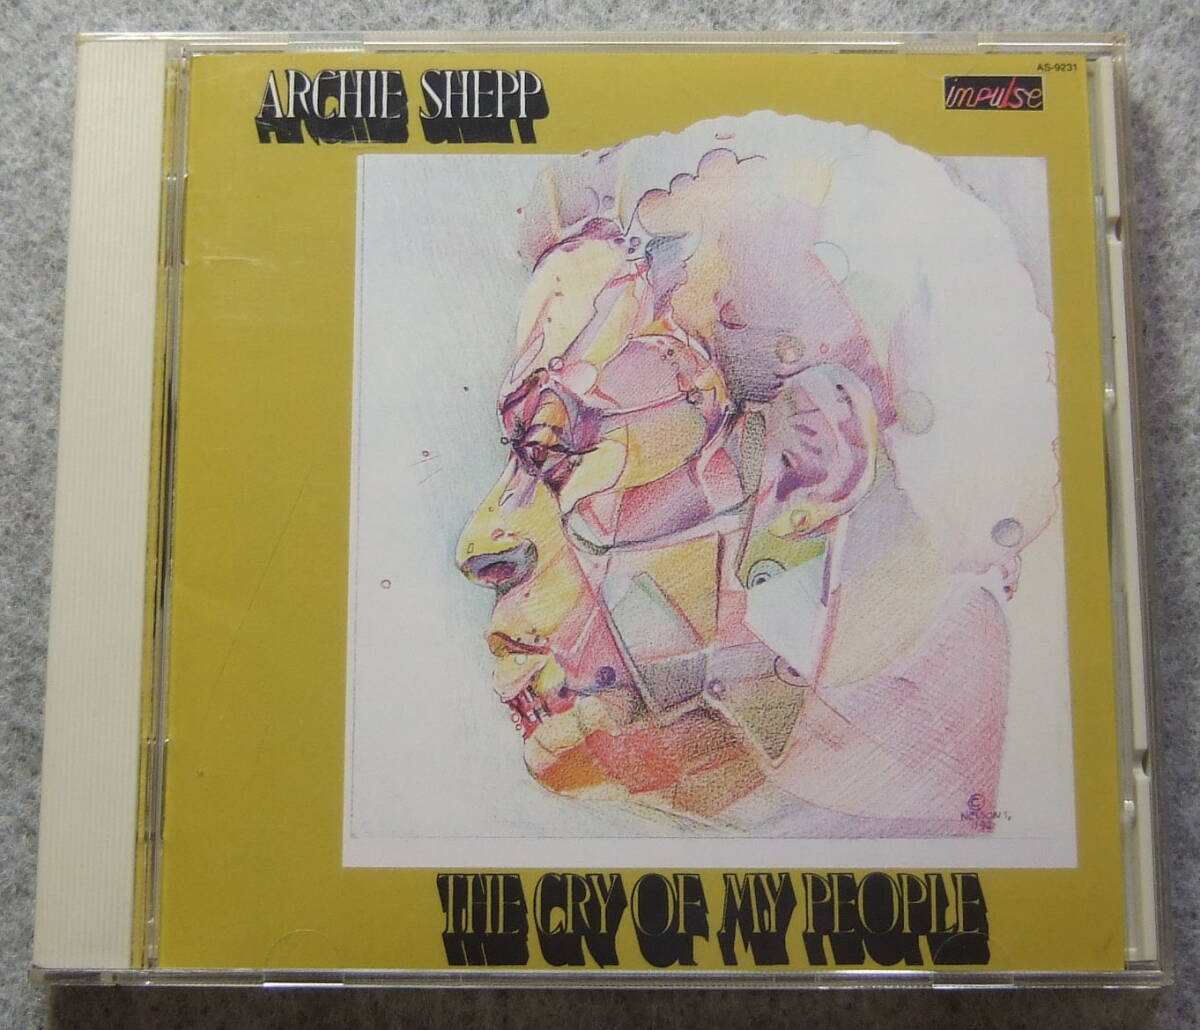 AS-9231
ARCHIE SHEPP
impulse
©
THE CRY OF MY PEOPLE